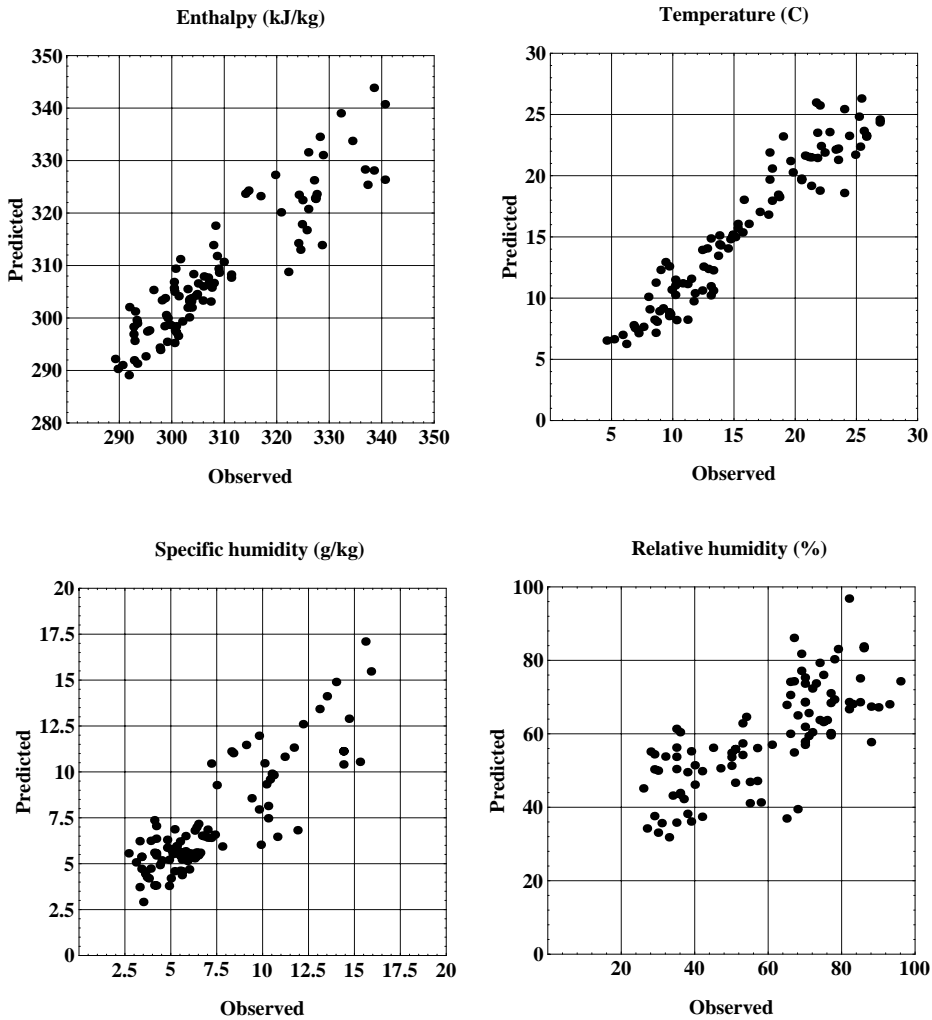 Enthalpy (kJ/kg)
350
340
330
320
310
300
290
280
290 300 310 320 330 340 350
Predicted
Observed
Temperature (C)
30
25
20
15
10
5
0
5 10 15 20 25 30
Predicted
Observed
Specific humidity (g/kg)
20
17.5
15
12.5
10
7.5
5
2.5
0
2.5 5 7.5 10 12.5 15 17.5 20
Predicted
Observed
Relative humidity (%)
100
80
60
40
20
0
20 40 60 80 100
Predicted
Observed